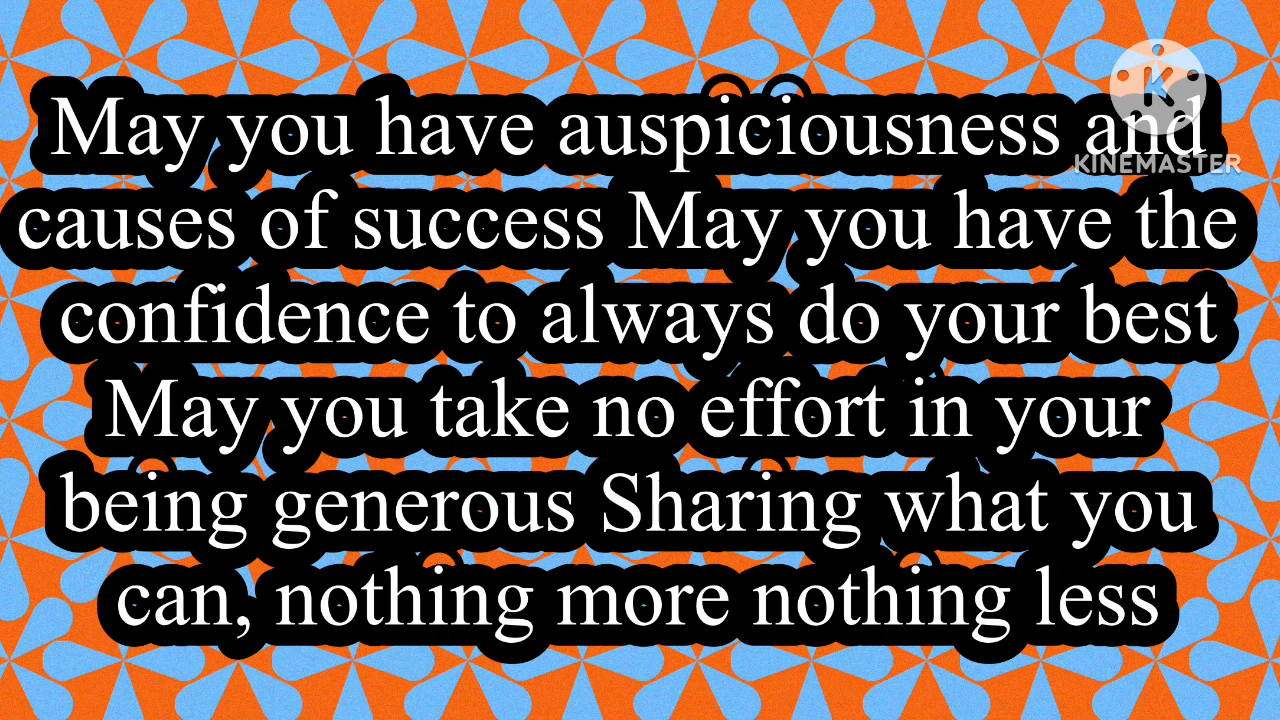 May you have auspiciousness and
causes of success May you have the
confidence to always do your best
May you take no effort in your
being generous Sharing what you
can, nothing more nothing less
K
KINEMASTER